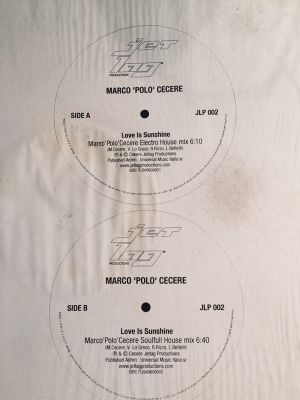 jet
lag
PRODUCTIONS
MARCO 'POLO' CECERE
SIDE A
JLP 002
Love Is Sunshine
Marco'Polo'Cecere Electro House mix 6:10
(M.Cecere, V. Lo Greco, R.Rizzo, L.Bettelli)
℗ & © Cecere Jetlag Productions
Published Admin.: Universal Music Italia sr
www.jetlagproductions.com
jet
lag
PRODUCTIONS
MARCO 'POLO' CECERE
SIDE B
JLP 002
Love Is Sunshine
Marco'Polo'Cecere Soulfull House mix 6:40
(M.Cecere, V. Lo Greco, R.Rizzo, L.Bettelli)
℗ & © Cecere Jetlag Productions
Published Admin.: Universal Music Italia sr
www.jetlagproductions.com